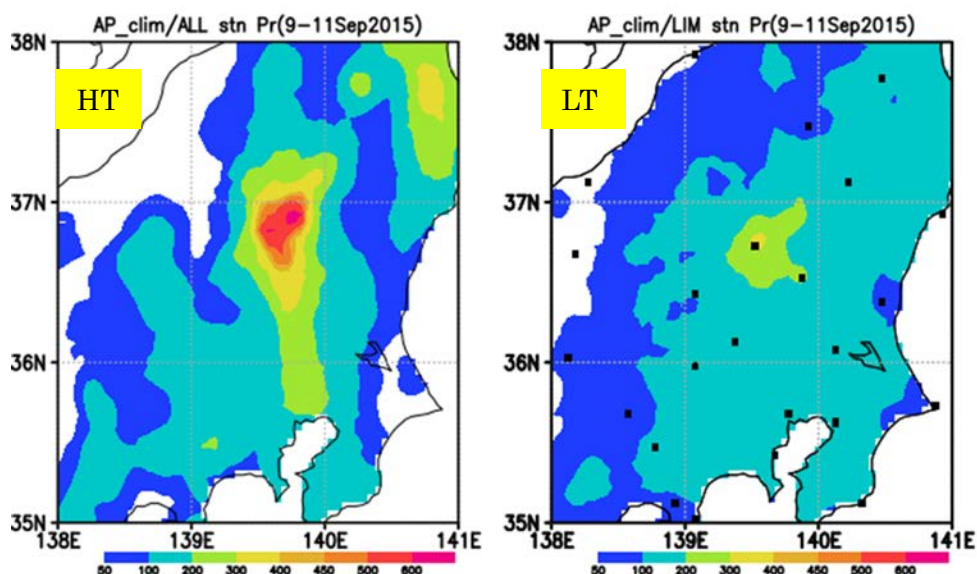 AP_clim/ALL stn Pr(9-11Sep2015)
38N
HT
37N
36N
35N
138E 139E 140E 141E
50 100 200 300 400 450 500 600
AP_clim/LIM stn Pr(9-11Sep2015)
38N
LT
37N
36N
35N
138E 139E 140E 141E
50 100 200 300 400 450 500 600